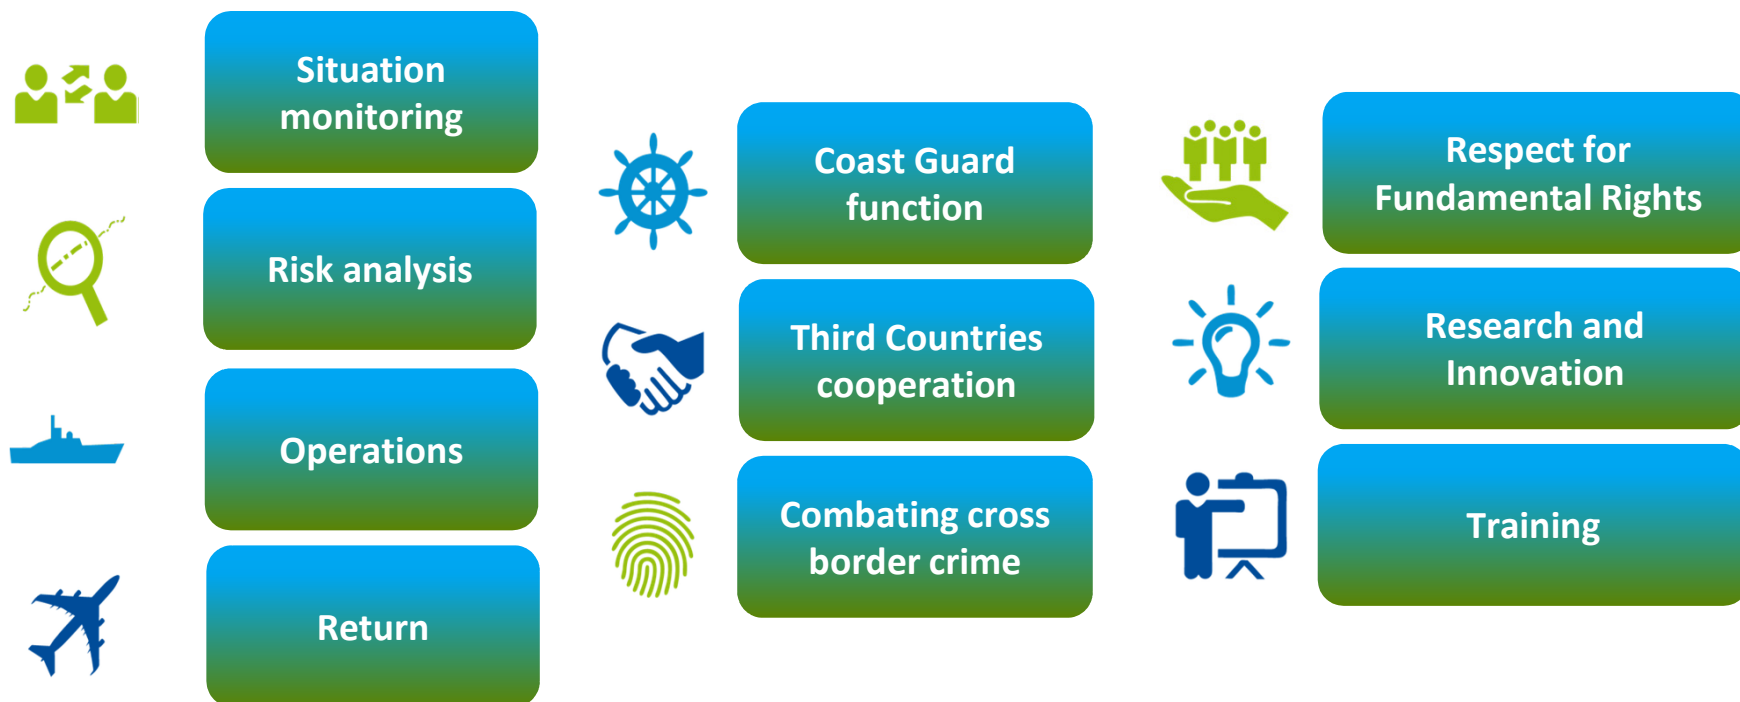 Situation
monitoring
Risk analysis
Operations
Return
Coast Guard
function
Third Countries
cooperation
Combating cross
border crime
Respect for
Fundamental Rights
Research and
Innovation
Training